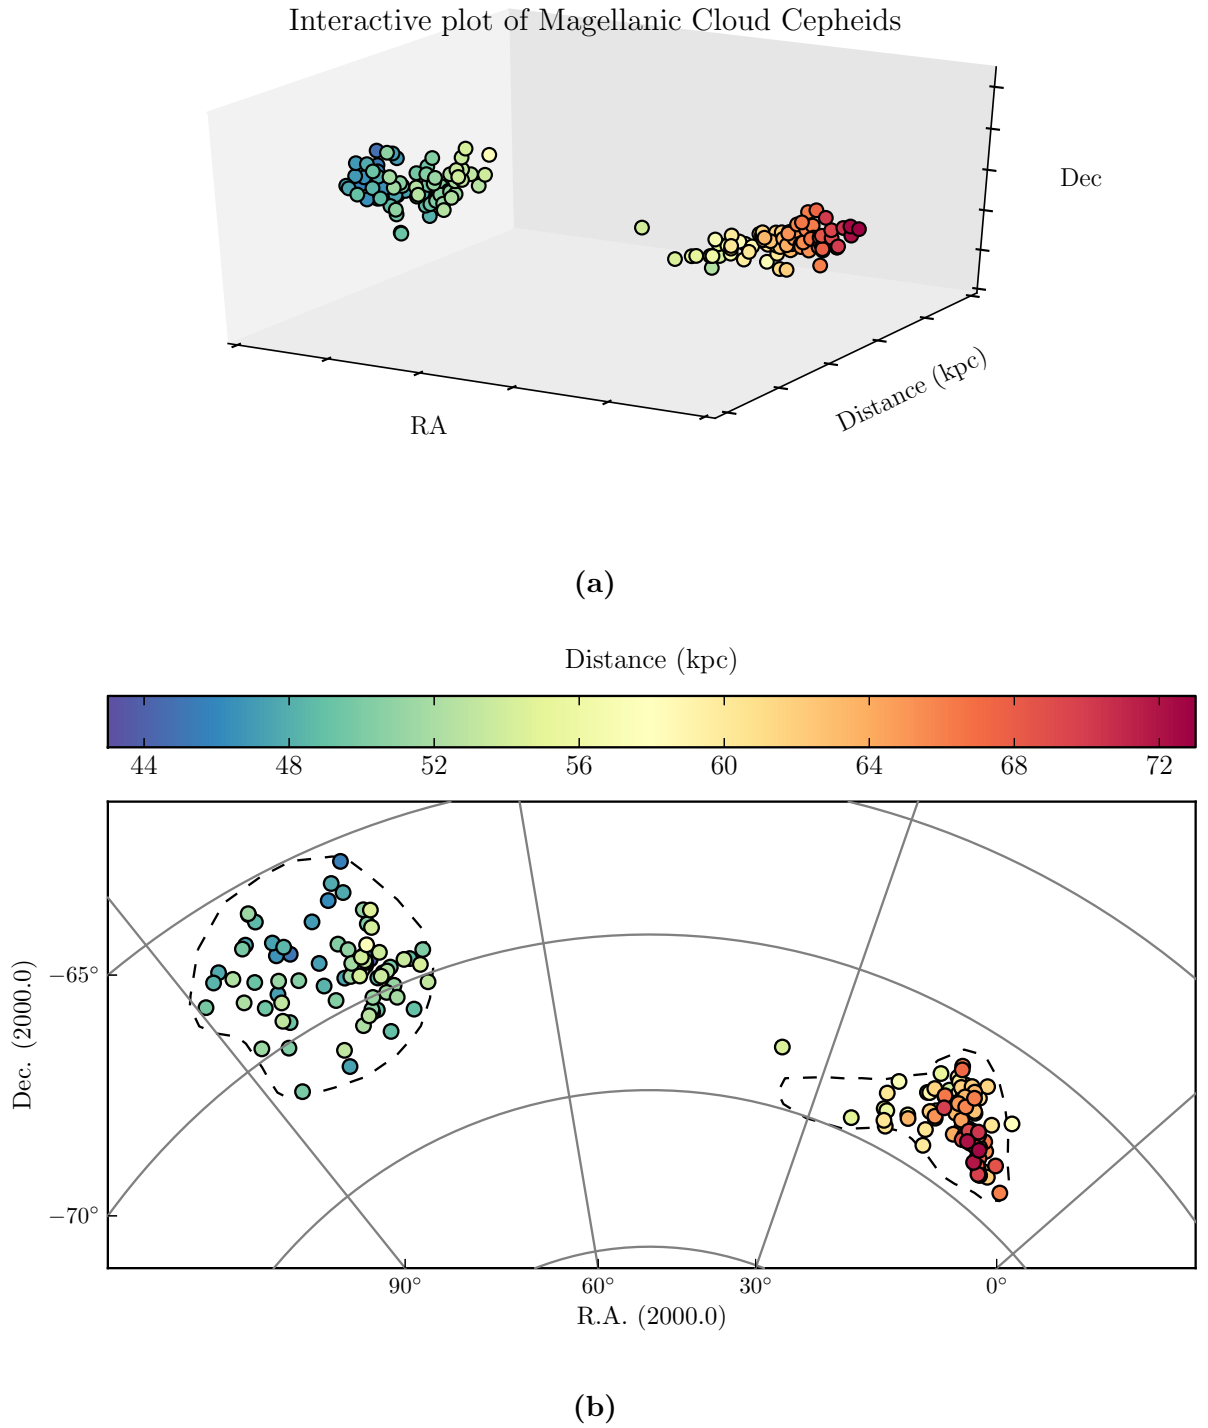 Interactive plot of Magellanic Cloud Cepheids
Dec
Distance (kpc)
RA
(a)
Distance (kpc)
44 48 52 56 60 64 68 72
−65°
−70°
Dec. (2000.0)
90° 60° 30° 0°
R.A. (2000.0)
(b)